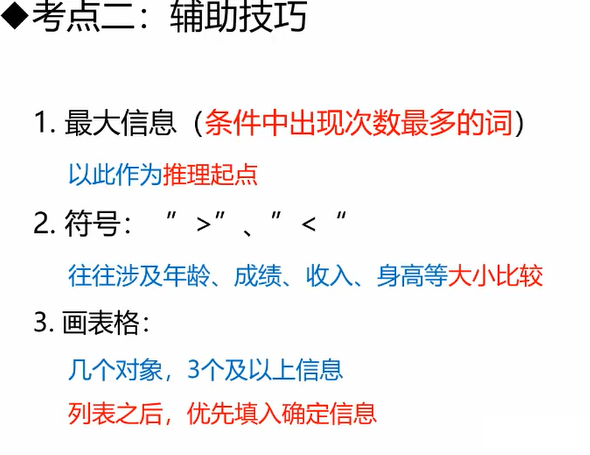 ◆考点二：辅助技巧
1. 最大信息（条件中出现次数最多的词）
以此作为推理起点
2. 符号： ” >”、” < “
往往涉及年龄、成绩、收入、身高等大小比较
3. 画表格：
几个对象，3个及以上信息
列表之后，优先填入确定信息